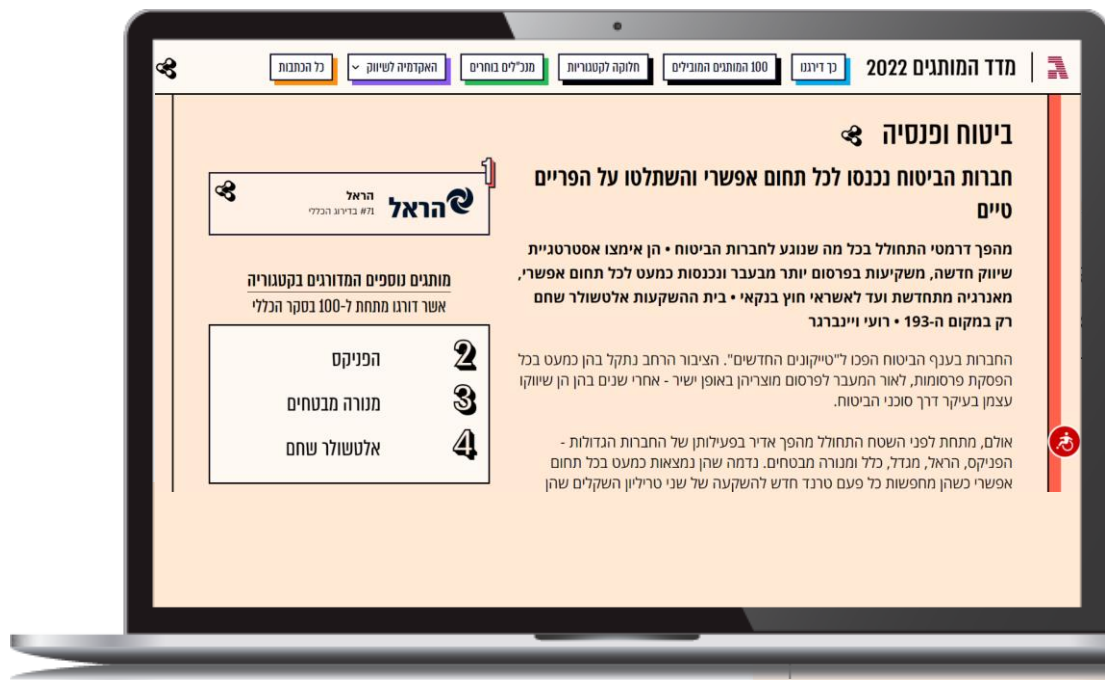 מדד המותגים 2022
כך דירגנו
100 המותגים המובילים
חלוקה לקטגוריות
מנכ"לים בוחרים
האקדמיה לשיווק
כל הכתבות
ביטוח ופנסיה
חברות הביטוח נכנסו לכל תחום אפשרי והשתלטו על הפריים
טיים
מהפך דרמטי התחולל בכל מה שנוגע לחברות הביטוח • הן אימצו אסטרטגיית
שיווק חדשה, משקיעות בפרסום יותר מבעבר ונכנסות כמעט לכל תחום אפשרי,
מאנרגיה מתחדשת ועד לאשראי חוץ בנקאי • בית ההשקעות אלטשולר שחם
רק במקום ה-193 • רועי ויינברגר
החברות בענף הביטוח הפכו ל"טייקונים החדשים". הציבור הרחב נתקל בהן כמעט בכל
הפסקת פרסומות, לאור המעבר לפרסום מוצריהן באופן ישיר - אחרי שנים בהן הן שיווקו
עצמן בעיקר דרך סוכני הביטוח.
אולם, מתחת לפני השטח התחולל מהפך אדיר בפעילותן של החברות הגדולות -
הפניקס, הראל, מגדל, כלל ומנורה מבטחים. נדמה שהן נמצאות כמעט בכל תחום
אפשרי כשהן מחפשות כל פעם טרנד חדש להשקעה של שני טריליון השקלים שהן
1
הראל
הראל
#71 בדירוג הכללי
מותגים נוספים המדורגים בקטגוריה
אשר דורגו מתחת ל-100 בסקר הכללי
2 הפניקס
3 מנורה מבטחים
4 אלטשולר שחם